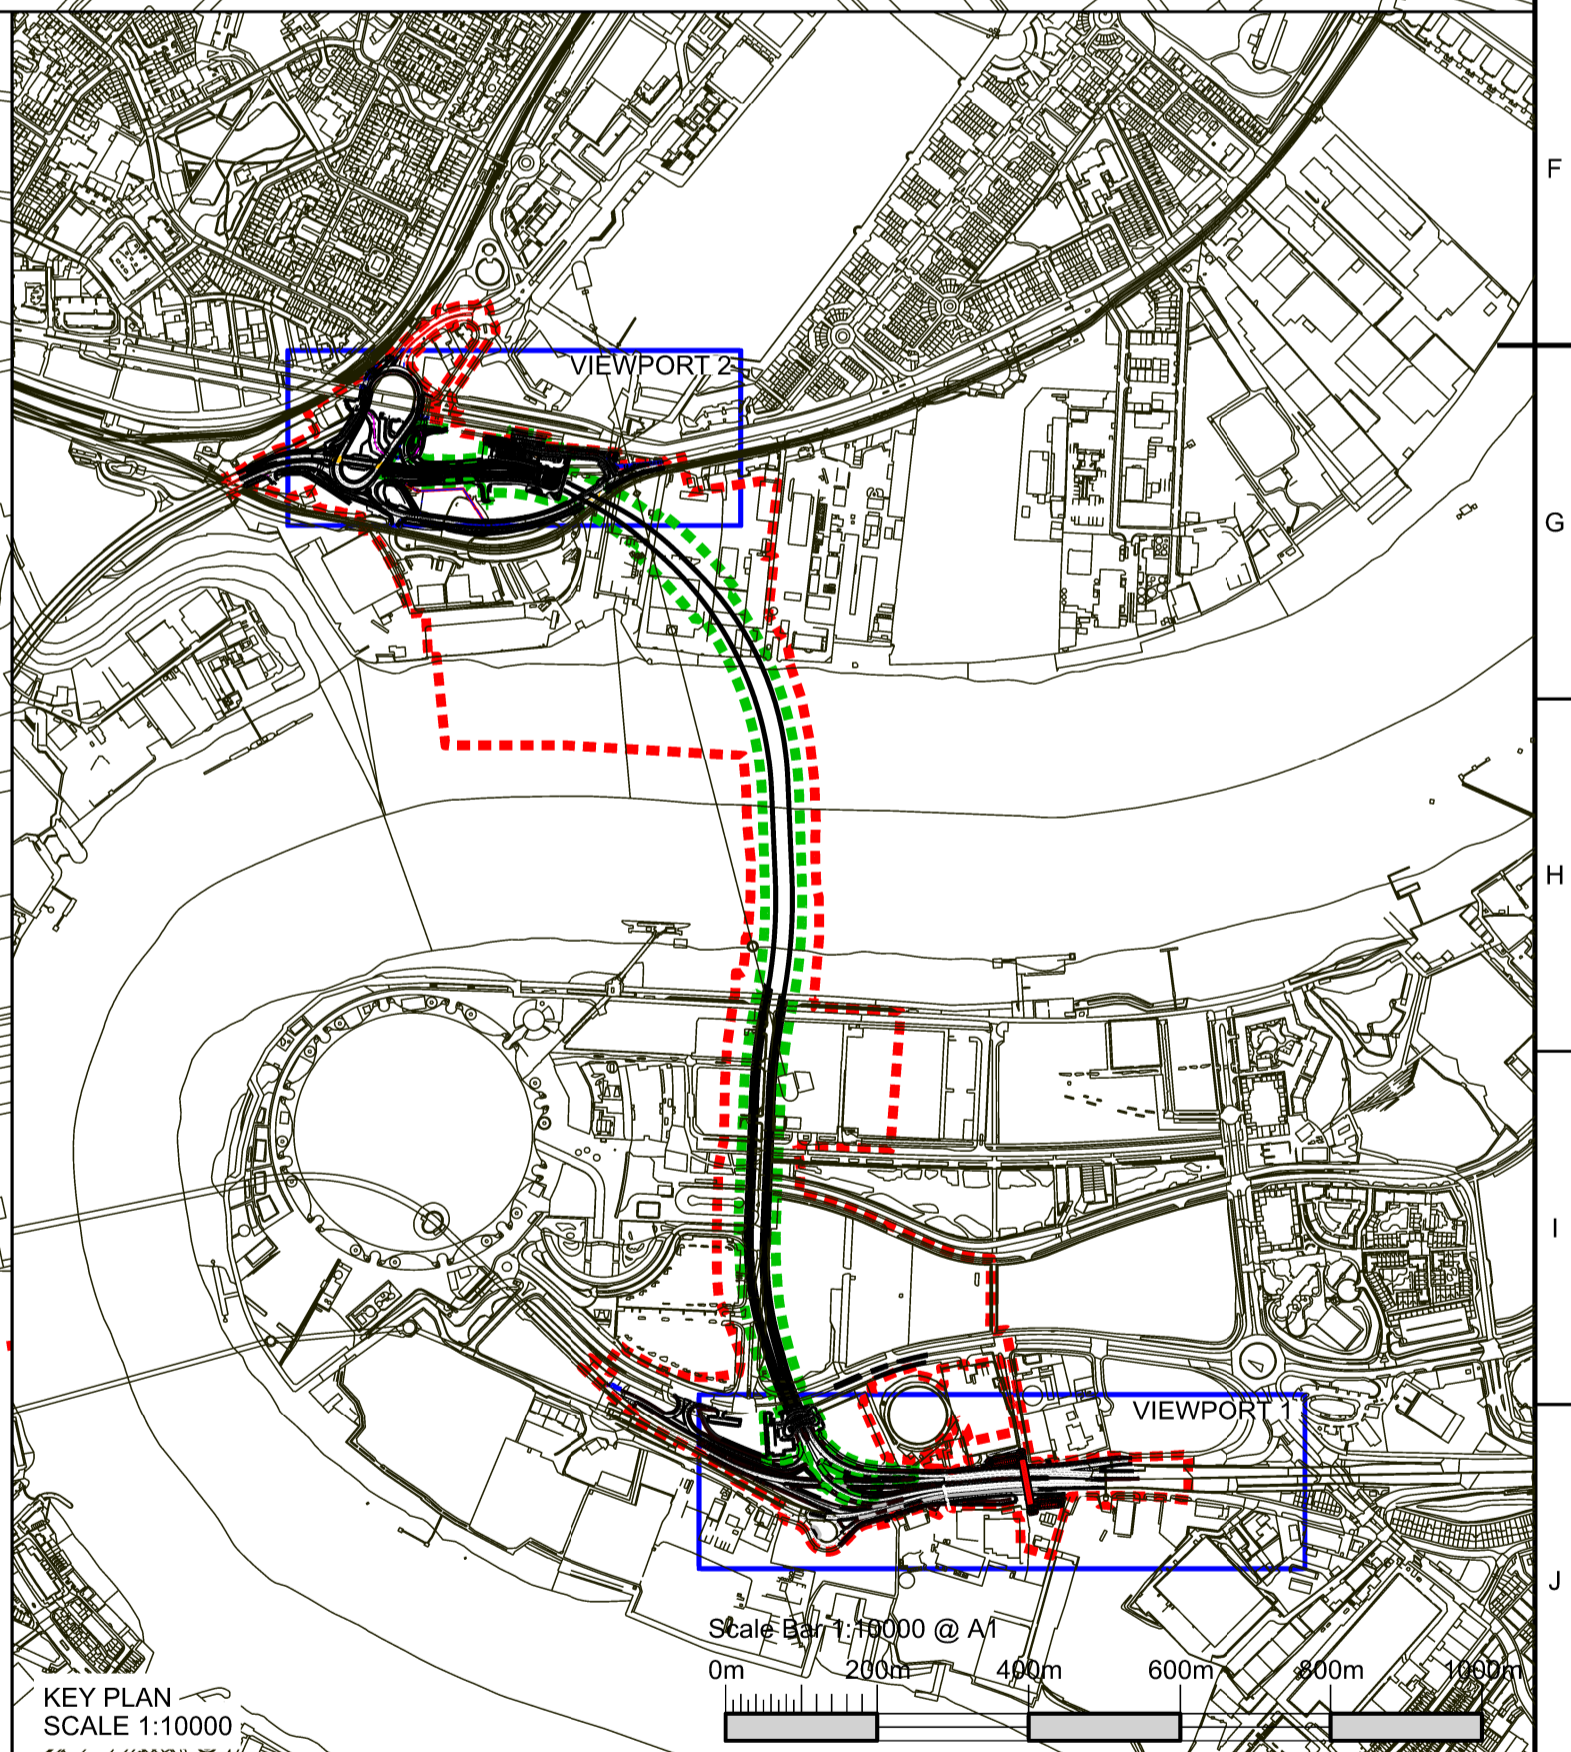 F
VIEWPORT 2
G
H
I
VIEWPORT 1
J
Scale Bar 1:10000 @ A1
0m 200m 400m 600m 800m 1000m
KEY PLAN
SCALE 1:10000